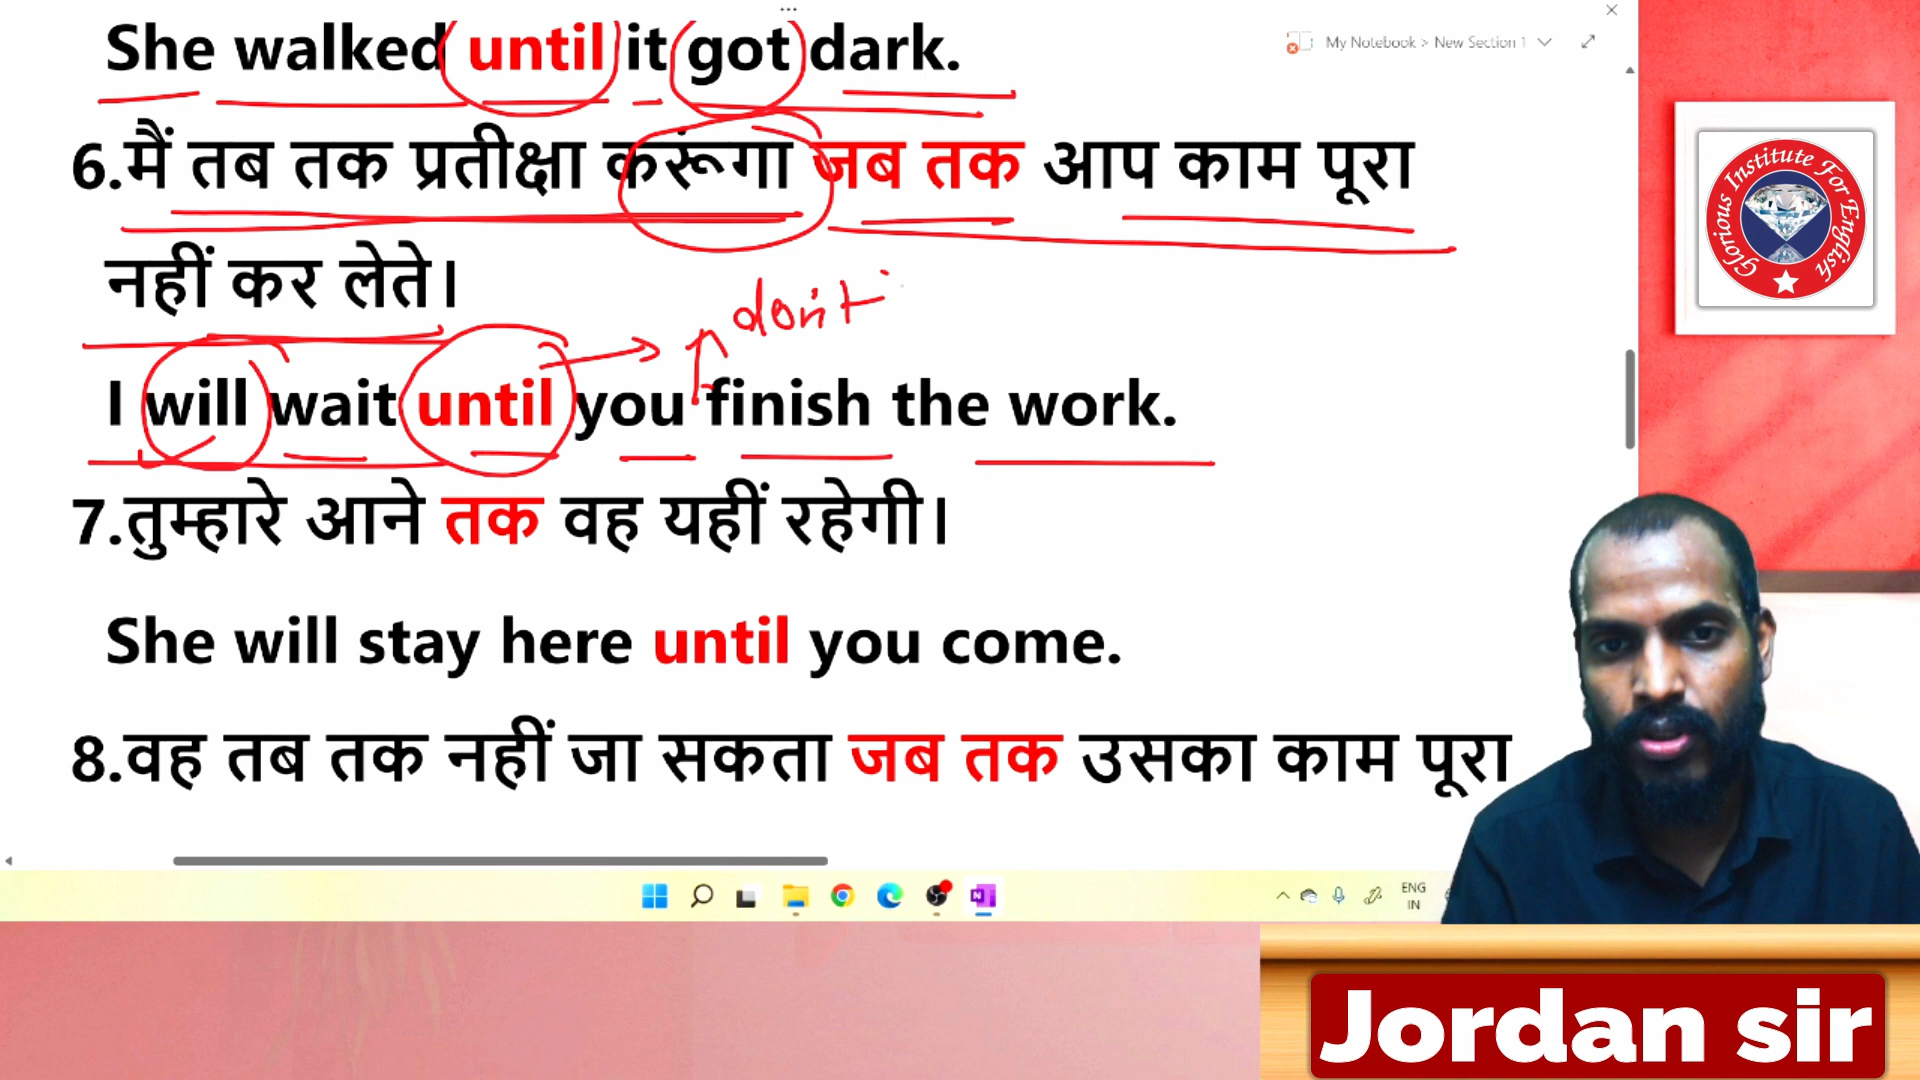 She walked until it got dark.
My Notebook > New Section 1
6.मैं तब तक प्रतीक्षा करूंगा जब तक आप काम पूरा
नहीं कर लेते।
don't
I will wait until you finish the work.
7.तुम्हारे आने तक वह यहीं रहेगी।
She will stay here until you come.
8.वह तब तक नहीं जा सकता जब तक उसका काम पूरा
ENG
IN
Glorious Institute For English
Jordan sir